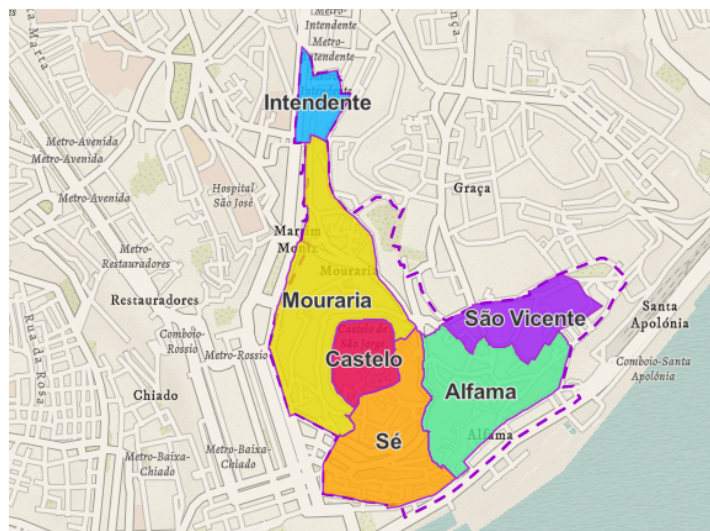 Metro-
Intendente
Metro-
Intendente
Intendente
Metro-Avenida
Metro-Avenida
Metro-Avenida
Hospital
São José
Graça
Martim
Moniz
Mouraria
Metro-
Restauradores
Restauradores
Mouraria
São Vicente
Santa
Apolónia
Rua da Rosa
Comboio-
Rossio
Metro-Rossio
Castelo de
São Jorge
Castelo
Comboio-Santa
Apolónia
Chiado
Alfama
Alfama
Sé
Metro-Baixa-
Chiado
Metro-Baixa-
Chiado